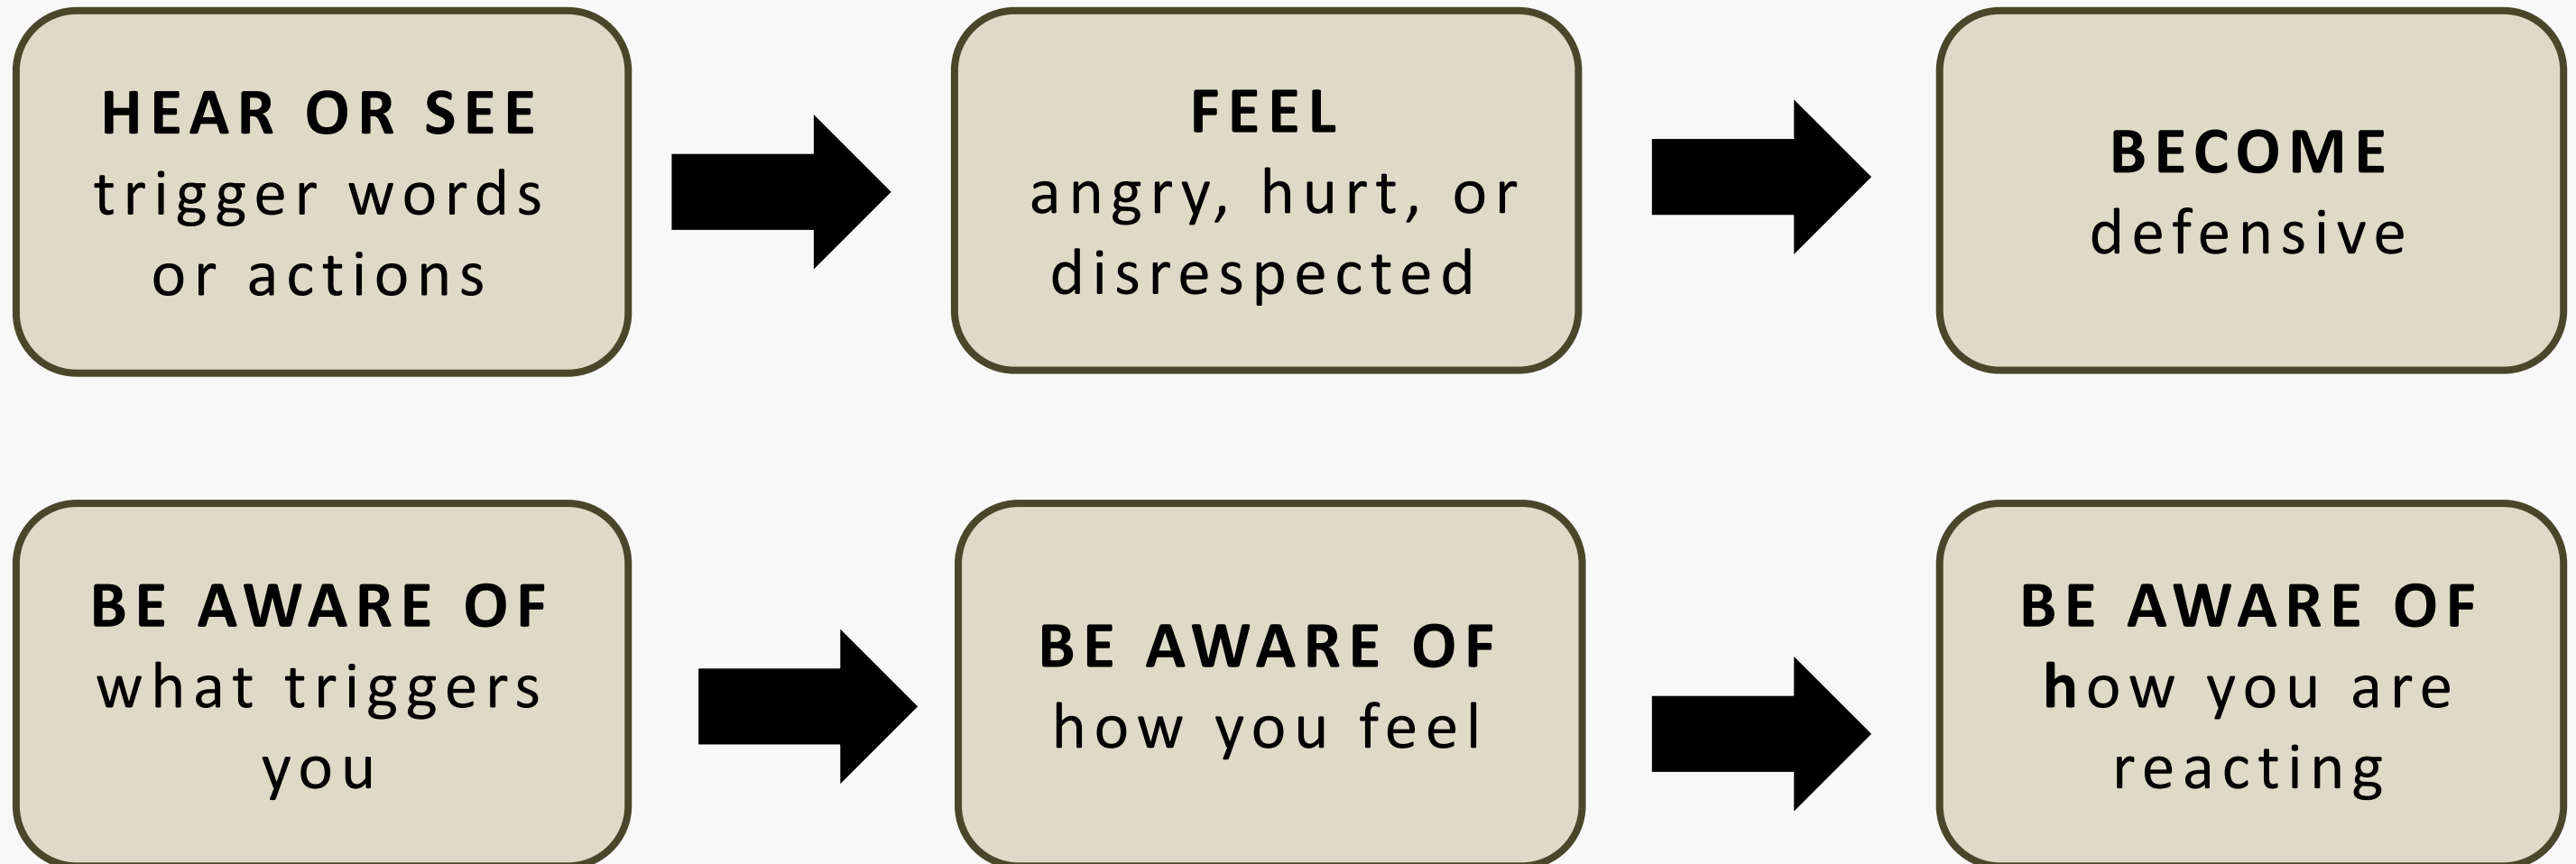 HEAR OR SEE
trigger words
or actions
FEEL
angry, hurt, or
disrespected
BECOME
defensive
BE AWARE OF
what triggers
you
BE AWARE OF
how you feel
BE AWARE OF
how you are
reacting